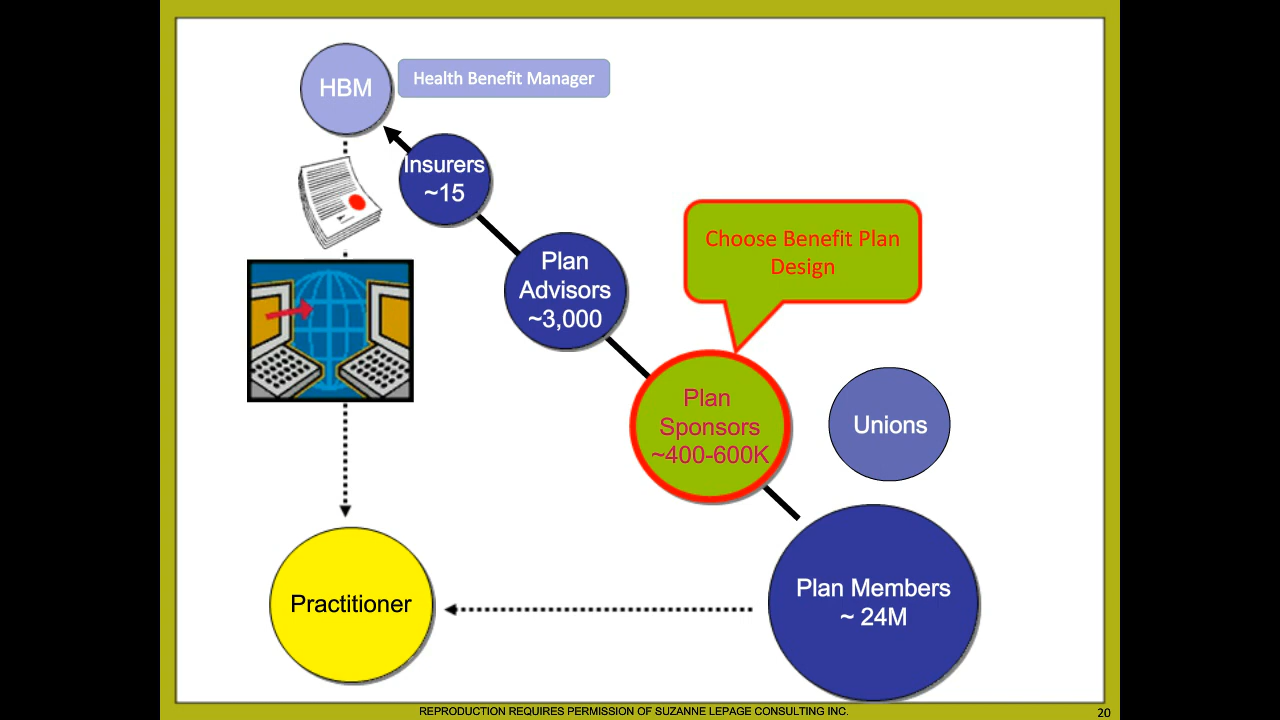 HBM
Health Benefit Manager
Insurers
~15
Plan
Advisors
~3,000
Choose Benefit Plan
Design
Plan
Sponsors
~400-600K
Unions
Plan Members
~ 24M
Practitioner
REPRODUCTION REQUIRES PERMISSION OF SUZANNE LEPAGE CONSULTING INC.
20